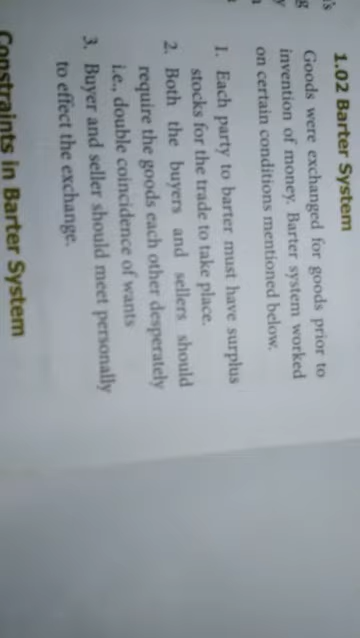 1.02 Barter System
Goods were exchanged for goods prior to
invention of money. Barter system worked
on certain conditions mentioned below.
1. Each party to barter must have surplus
stocks for the trade to take place.
2. Both the buyers and sellers should
require the goods each other desperately
i.e., double coincidence of wants
3. Buyer and seller should meet personally
to effect the exchange.
Constraints in Barter System